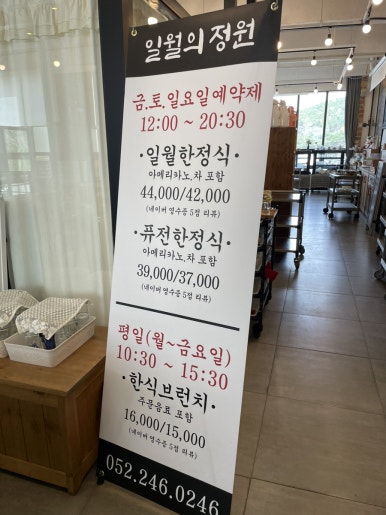 일월의 정원
금.토.일요일예약제
12:00 ~ 20:30
·일월한정식·
아메리카노.차 포함
44,000/42,000
(네이버 영수증 5점 리뷰)
·퓨전한정식·
아메리카노.차 포함
39,000/37,000
(네이버 영수증 5점 리뷰)
평일(월~금요일)
10:30 ~ 15:30
·한식브런치·
주문음료 포함
16,000/15,000
(네이버 영수증 5점 리뷰)
052.246.0246